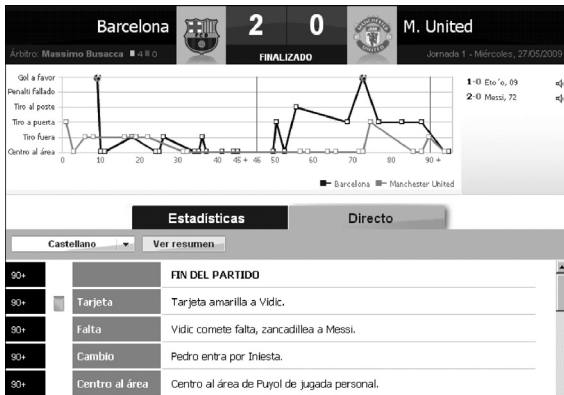 Barcelona 2 0 M. United
Árbitro: Massimo Busacca 4 0 FINALIZADO Jornada 1 - Miércoles, 27/05/2009
Gol a favor
Penalti fallado
Tiro al poste
Tiro a puerta
Tiro fuera
Centro al área
0 10 20 30 40 45 + 46 50 60 70 80 90 +
Barcelona Manchester United
1-0 Eto´o, 09
2-0 Messi, 72
Estadísticas Directo
Castellano Ver resumen
90+ FIN DEL PARTIDO
90+ Tarjeta Tarjeta amarilla a Vidic.
90+ Falta Vidic comete falta, zancadillea a Messi.
90+ Cambio Pedro entra por Iniesta.
90+ Centro al área Centro al área de Puyol de jugada personal.